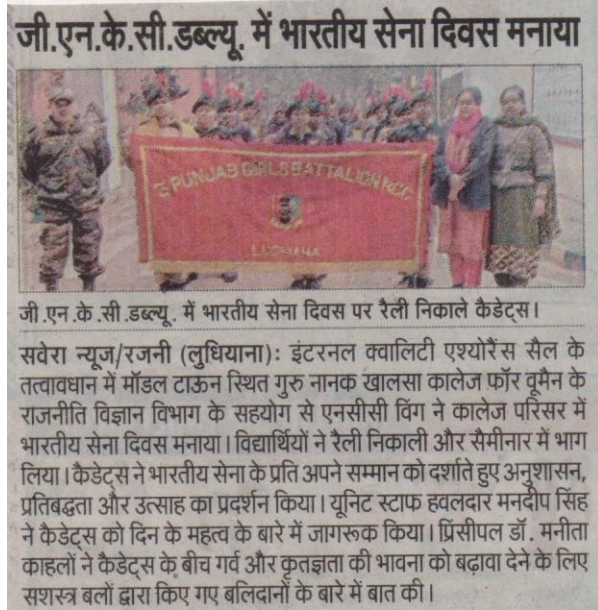 जी.एन.के.सी.डब्ल्यू. में भारतीय सेना दिवस मनाया
3 PUNJAB GIRLS BATTALION NCC
LUDHIANA
जी.एन.के.सी.डब्ल्यू. में भारतीय सेना दिवस पर रैली निकाले कैडेट्स।
सवेरा न्यूज/रजनी (लुधियाना): इंटरनल क्वालिटी एश्योरैंस सैल के
तत्वावधान में मॉडल टाऊन स्थित गुरु नानक खालसा कालेज फ़ॉर वूमैन के
राजनीति विज्ञान विभाग के सहयोग से एनसीसी विंग ने कालेज परिसर में
भारतीय सेना दिवस मनाया। विद्यार्थियों ने रैली निकाली और सैमीनार में भाग
लिया। कैडेट्स ने भारतीय सेना के प्रति अपने सम्मान को दर्शाते हुए अनुशासन,
प्रतिबद्धता और उत्साह का प्रदर्शन किया। यूनिट स्टाफ हवलदार मनदीप सिंह
ने कैडेट्स को दिन के महत्व के बारे में जागरूक किया। प्रिंसीपल डॉ. मनीता
काहलों ने कैडेट्स के बीच गर्व और कृतज्ञता की भावना को बढ़ावा देने के लिए
सशस्त्र बलों द्वारा किए गए बलिदानों के बारे में बात की।